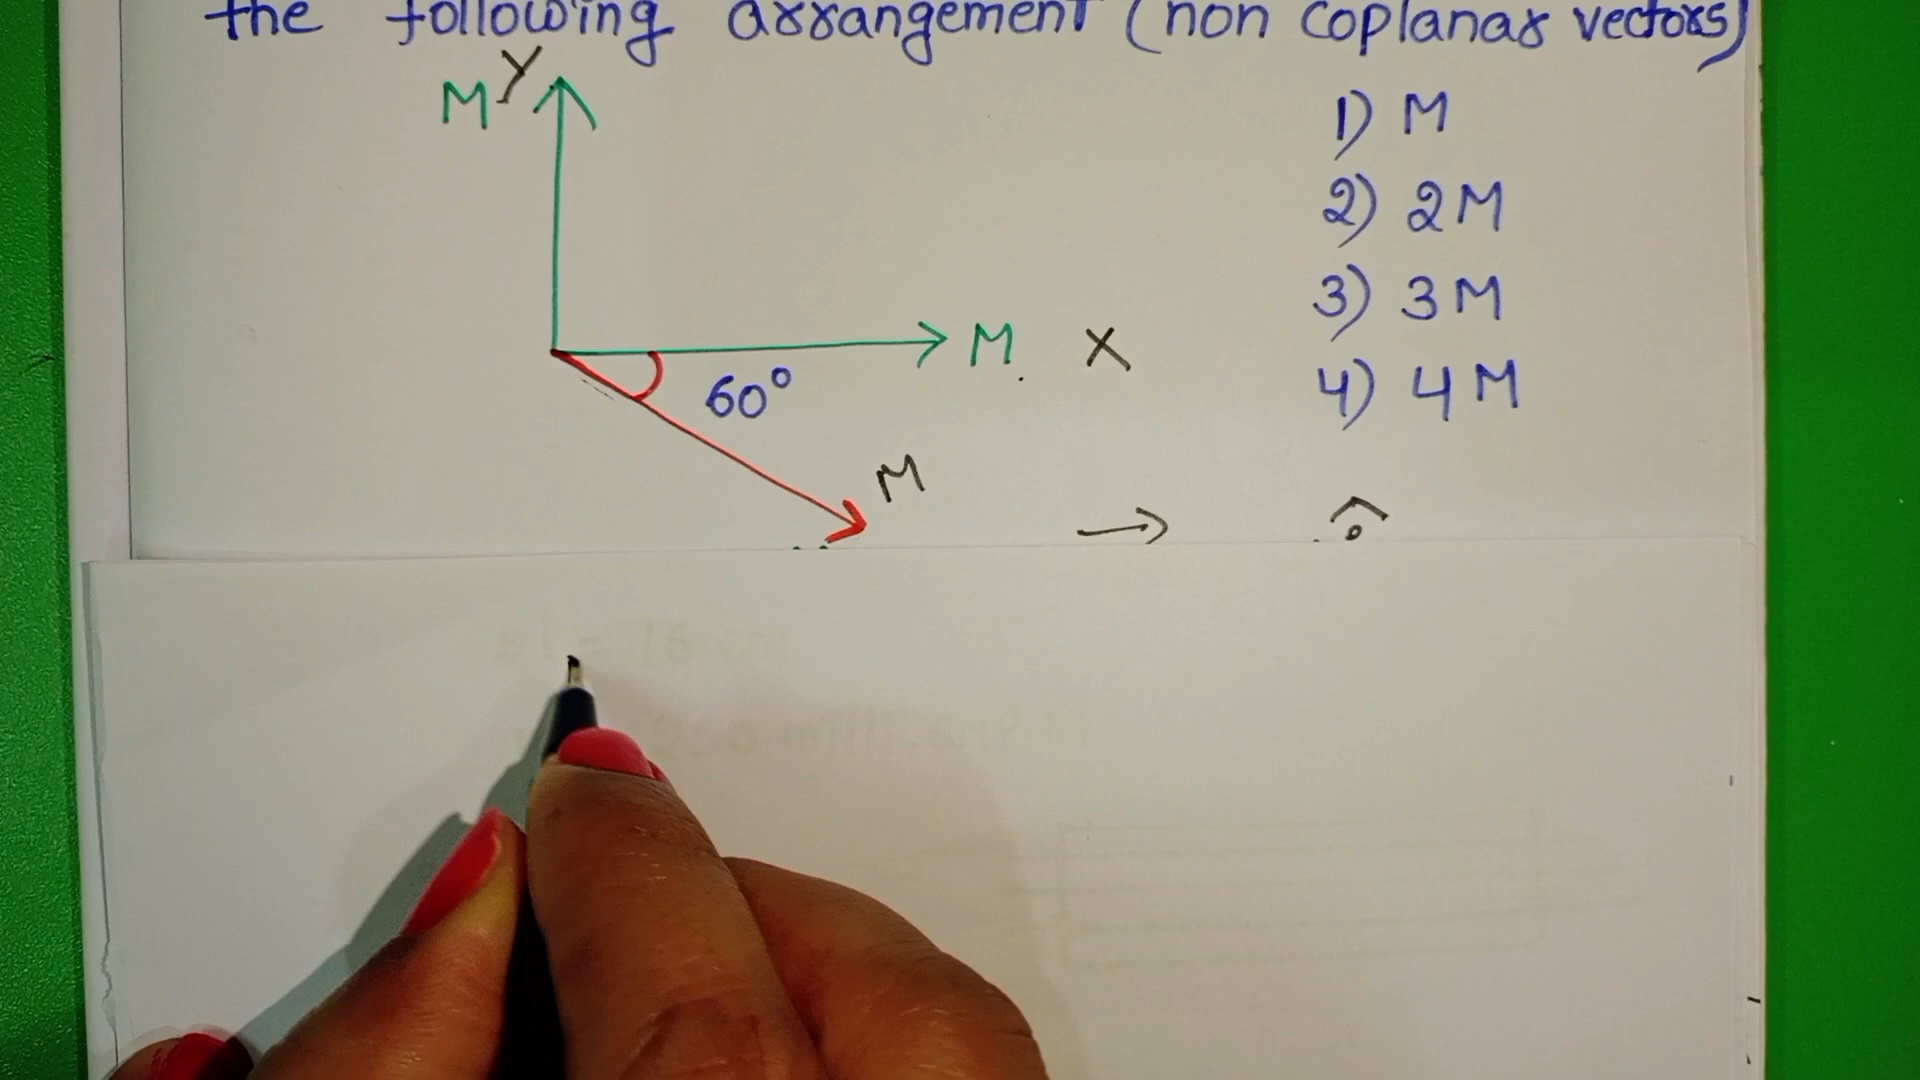 the following arrangement (non coplanar vectors)
M Y
1) M
2) 2M
3) 3M
M. X
60°
4) 4M
M